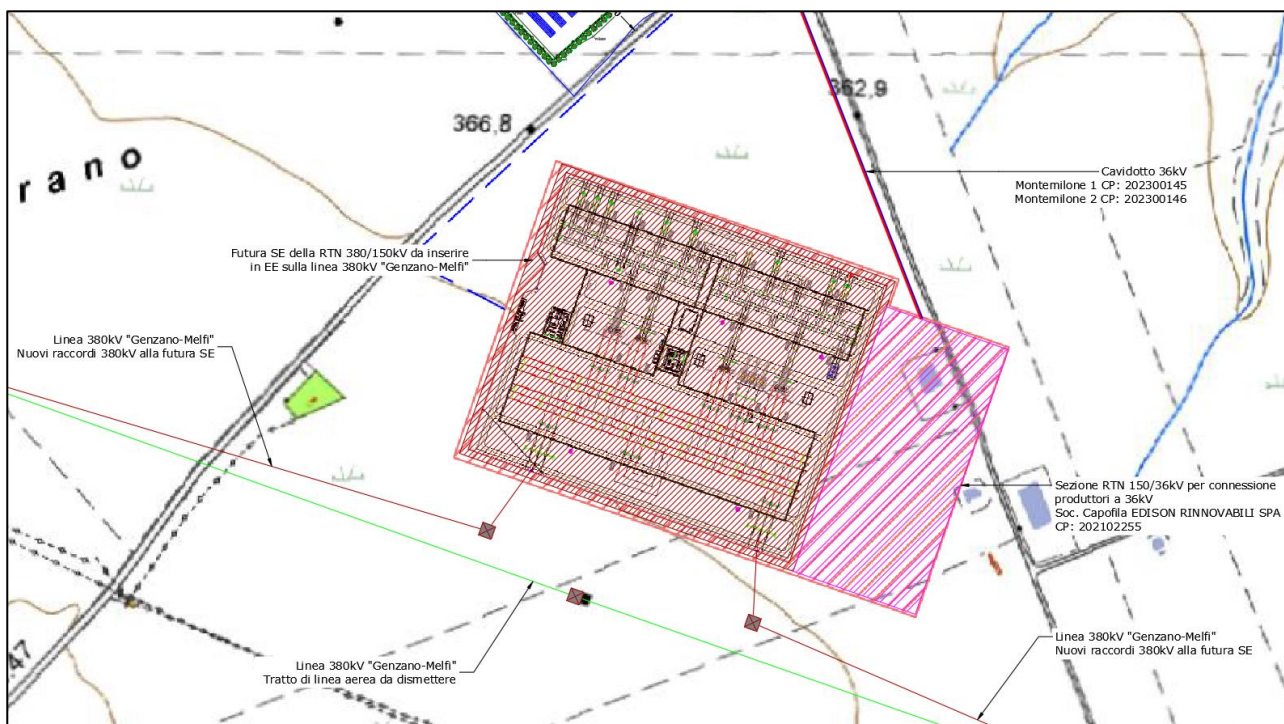 366,8
362,9
rano
Cavidotto 36kV
Montemilone 1 CP: 202300145
Montemilone 2 CP: 202300146
Futura SE della RTN 380/150kV da inserire
in EE sulla linea 380kV "Genzano-Melfi"
Linea 380kV "Genzano-Melfi"
Nuovi raccordi 380kV alla futura SE
Sezione RTN 150/36kV per connessione
produttori a 36kV
Soc. Capofila EDISON RINNOVABILI SPA
CP: 202102255
Linea 380kV "Genzano-Melfi"
Nuovi raccordi 380kV alla futura SE
Linea 380kV "Genzano-Melfi"
Tratto di linea aerea da dismettere
47